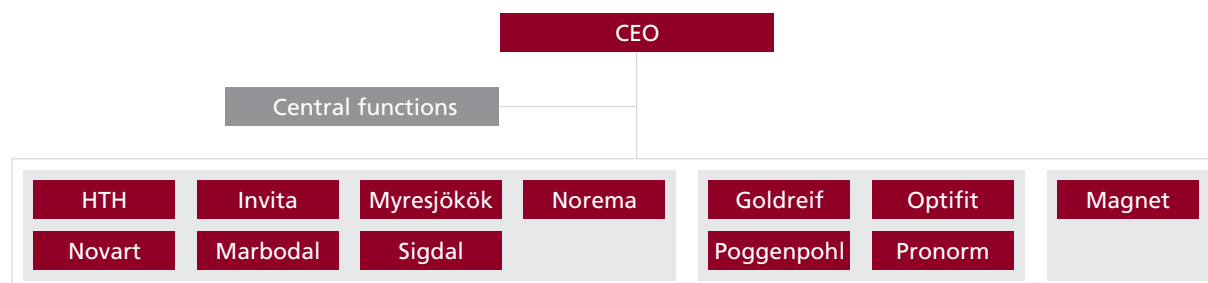 CEO
Central functions
HTH
Invita
Myresjökök
Norema
Goldreif
Optifit
Magnet
Novart
Marbodal
Sigdal
Poggenpohl
Pronorm